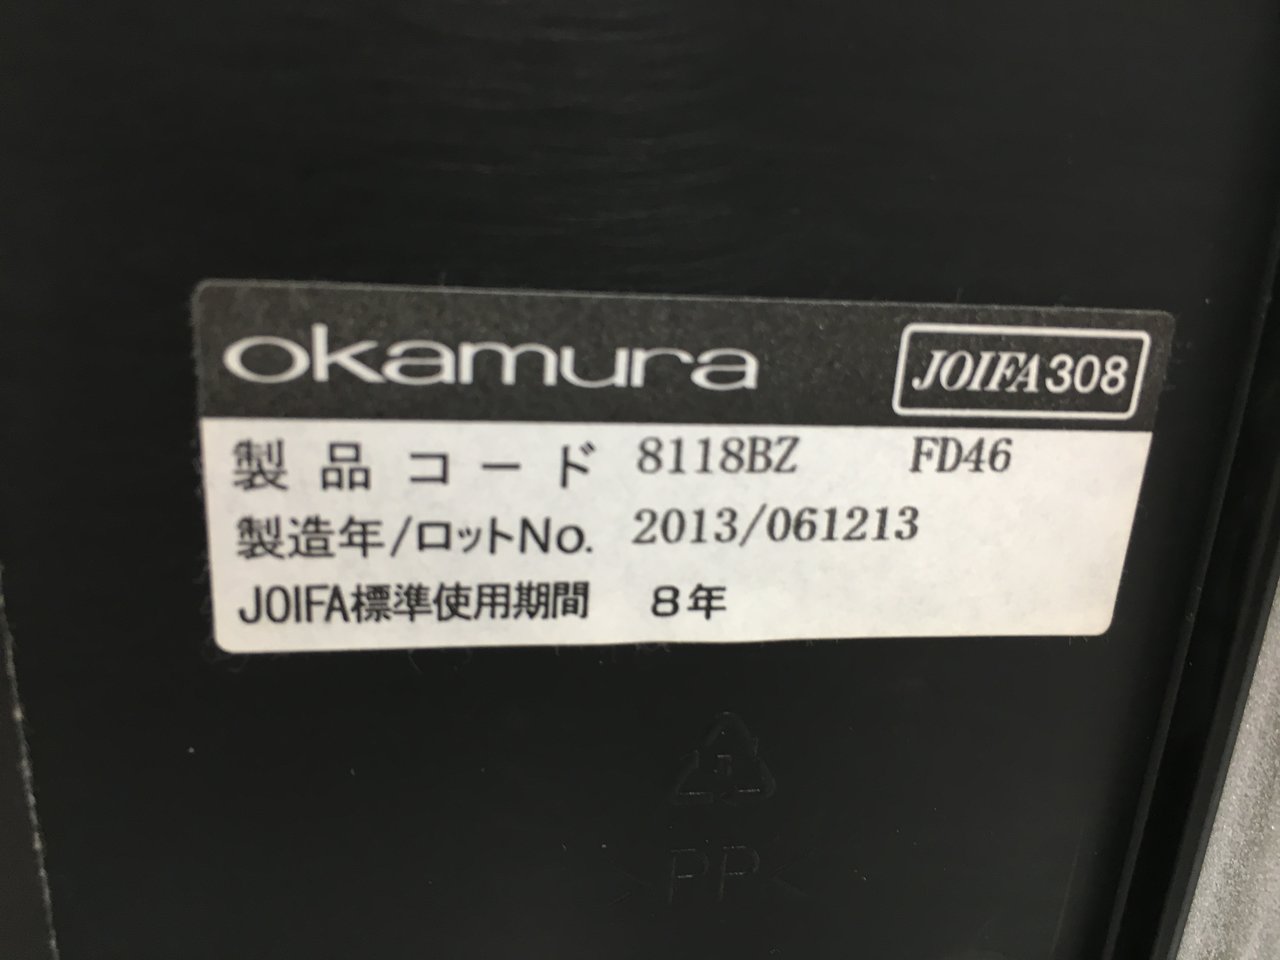 okamura JOIFA308
製品コード 8118BZ FD46
製造年/ロットNo. 2013/061213
JOIFA標準使用期間 8年
>PP<